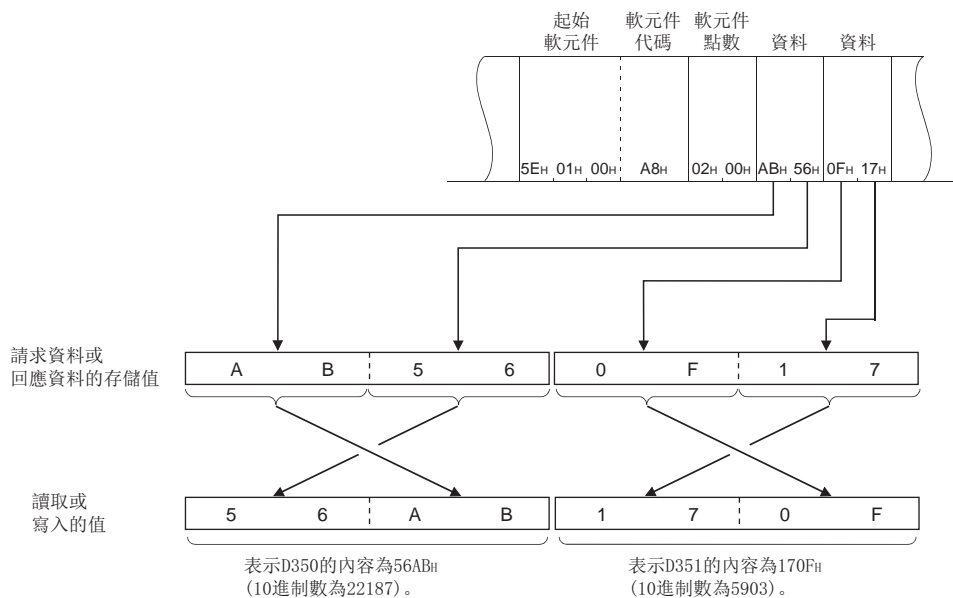 起始
軟元件
軟元件
代碼
軟元件
點數
資料
資料
5EH 01H 00H A8H 02H 00H ABH 56H 0FH 17H
請求資料或
回應資料的存儲值
A B 5 6 0 F 1 7
讀取或
寫入的值
5 6 A B 1 7 0 F
表示D350的內容為56ABH
(10進制數為22187)。
表示D351的內容為170FH
(10進制數為5903)。